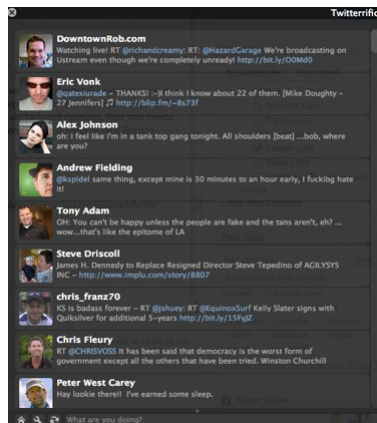 Twitterrific
DowntownRob.com
Watching live! RT @richandcreamy: RT: @HazardGarage We're broadcasting on
Ustream even though we're completely unready! http://bit.ly/O0Md0
Eric Vonk
@qatesiurade – THANKS! :-)I think I know about 22 of them. [Mike Doughty –
27 Jennifers] ♫ http://blip.fm/~8s73f
Alex Johnson
oh: I feel like I'm in a tank top gang tonight. All shoulders [beat] ...bob, where
are you?
Andrew Fielding
@kspidel same thing, except mine is 30 minutes to an hour early, I fuckibg hate
it!
Tony Adam
OH: You can't be happy unless the people are fake and the tans aren't, eh? ...
wow...that's like the epitome of LA
Steve Driscoll
James H. Dennedy to Replace Resigned Director Steve Tepedino of AGILYSYS
INC – http://www.implu.com/story/8807
chris_franz70
KS is badass forever – RT @jshuey: RT @EquinoxSurf Kelly Slater signs with
Quiksilver for additional 5-years http://bit.ly/15FyJZ
Chris Fleury
RT @CHRISVOSS It has been said that democracy is the worst form of
government except all the others that have been tried. Winston Churchill
Peter West Carey
Hay lookie there!! I've earned some sleep.
What are you doing?